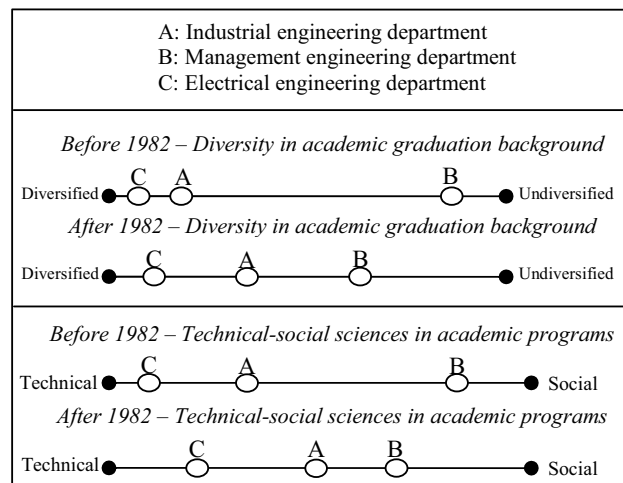 A: Industrial engineering department
B: Management engineering department
C: Electrical engineering department
Before 1982 – Diversity in academic graduation background
C A B
Diversified Undiversified
After 1982 – Diversity in academic graduation background
C A B
Diversified Undiversified
Before 1982 – Technical-social sciences in academic programs
C A B
Technical Social
After 1982 – Technical-social sciences in academic programs
C A B
Technical Social